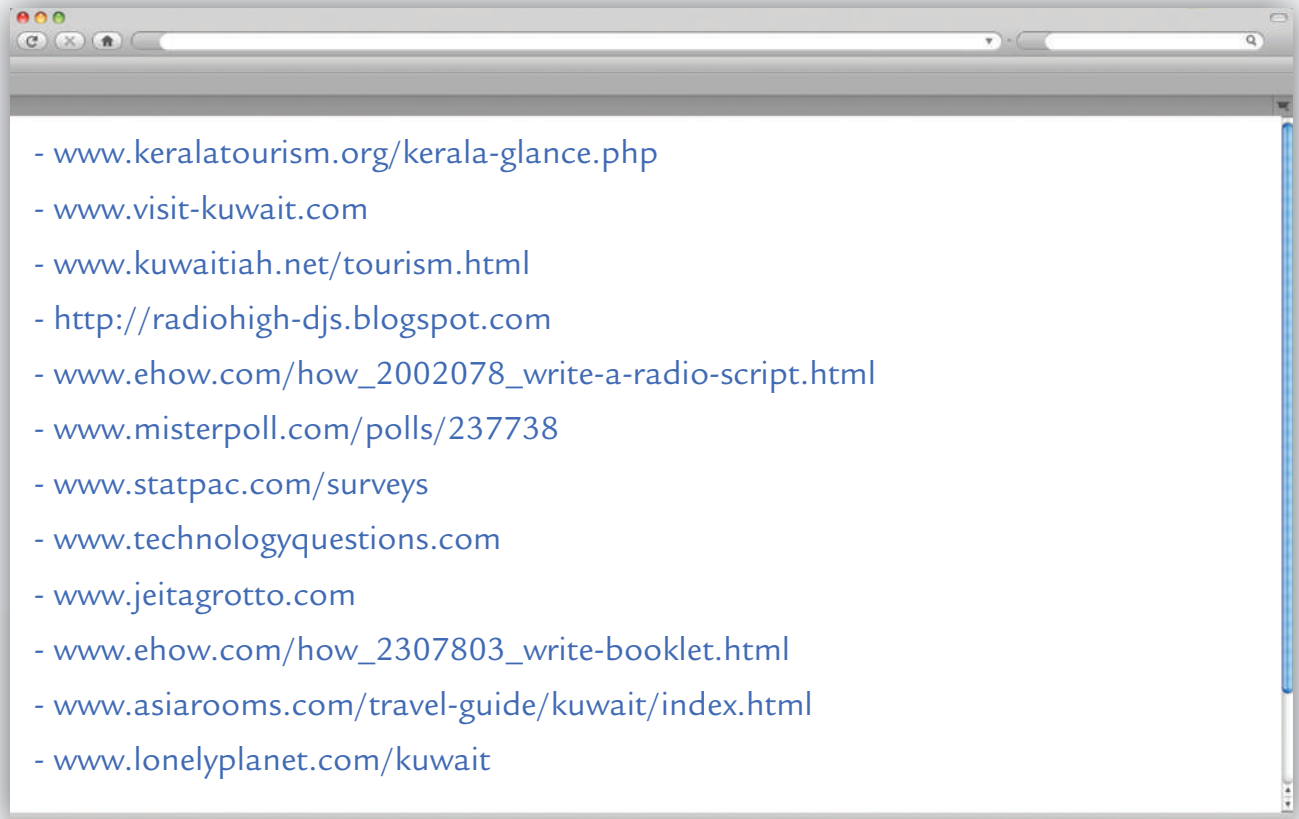 - www.keralatourism.org/kerala-glance.php
- www.visit-kuwait.com
- www.kuwaitiah.net/tourism.html
- http://radiohigh-djs.blogspot.com
- www.ehow.com/how_2002078_write-a-radio-script.html
- www.misterpoll.com/polls/237738
- www.statpac.com/surveys
- www.technologyquestions.com
- www.jeitagrotto.com
- www.ehow.com/how_2307803_write-booklet.html
- www.asiarooms.com/travel-guide/kuwait/index.html
- www.lonelyplanet.com/kuwait